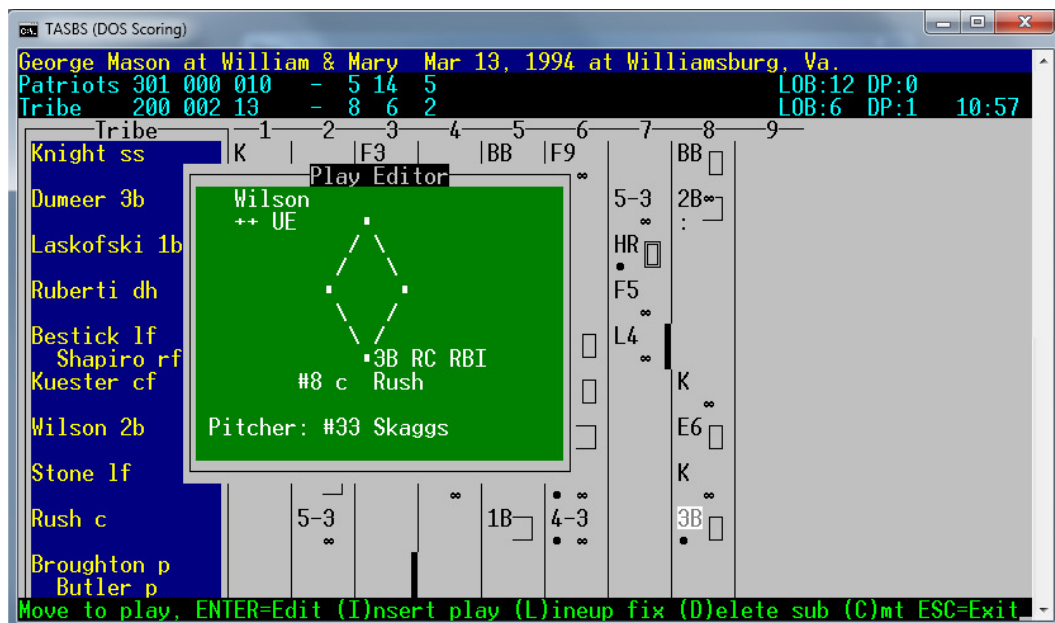 TASBS (DOS Scoring)
George Mason at William & Mary Mar 13, 1994 at Williamsburg, Va.
Patriots 301 000 010 - 5 14 5 LOB:12 DP:0
Tribe 200 002 13 - 8 6 2 LOB:6 DP:1 10:57
Tribe 1 2 3 4 5 6 7 8 9
Knight ss K F3 BB F9 BB
Play Editor
Dumeer 3b Wilson 5-3 2B
++ UE :
Laskofski 1b HR
Ruberti dh F5
Bestick lf L4
Shapiro rf 3B RC RBI
Kuester cf #8 c Rush K
Wilson 2b Pitcher: #33 Skaggs E6
Stone lf K
Rush c 5-3 1B 4-3 3B
Broughton p
Butler p
Move to play, ENTER=Edit (I)nsert play (L)ineup fix (D)elete sub (C)mt ESC=Exit